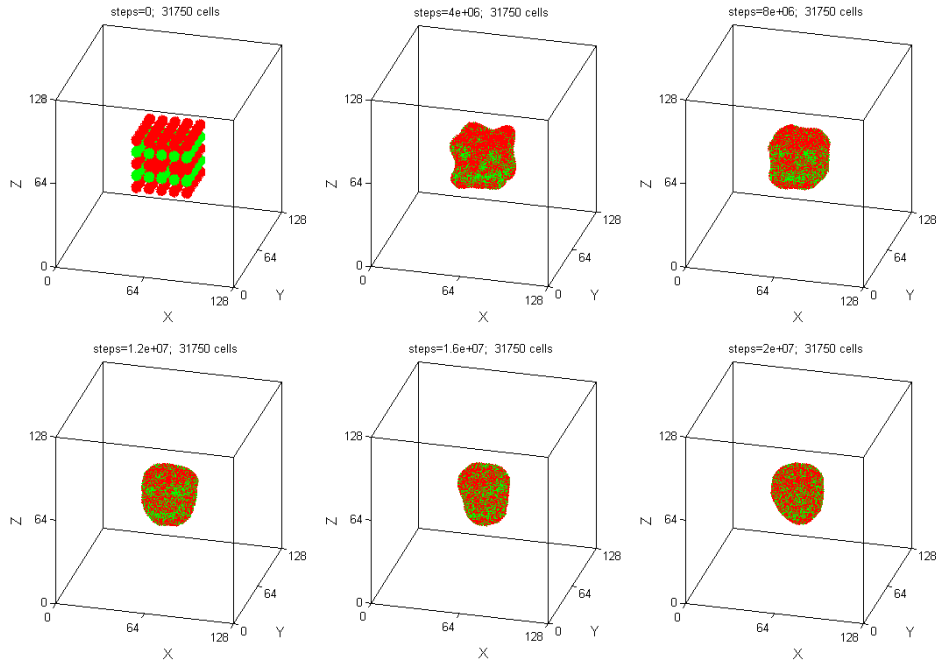 steps=0; 31750 cells
128
Z
64
0
0
64
128
X
0
64
128
Y
steps=4e+06; 31750 cells
128
Z
64
0
0
64
128
X
0
64
128
Y
steps=8e+06; 31750 cells
128
Z
64
0
0
64
128
X
0
64
128
Y
steps=1.2e+07; 31750 cells
128
Z
64
0
0
64
128
X
0
64
128
Y
steps=1.6e+07; 31750 cells
128
Z
64
0
0
64
128
X
0
64
128
Y
steps=2e+07; 31750 cells
128
Z
64
0
0
64
128
X
0
64
128
Y